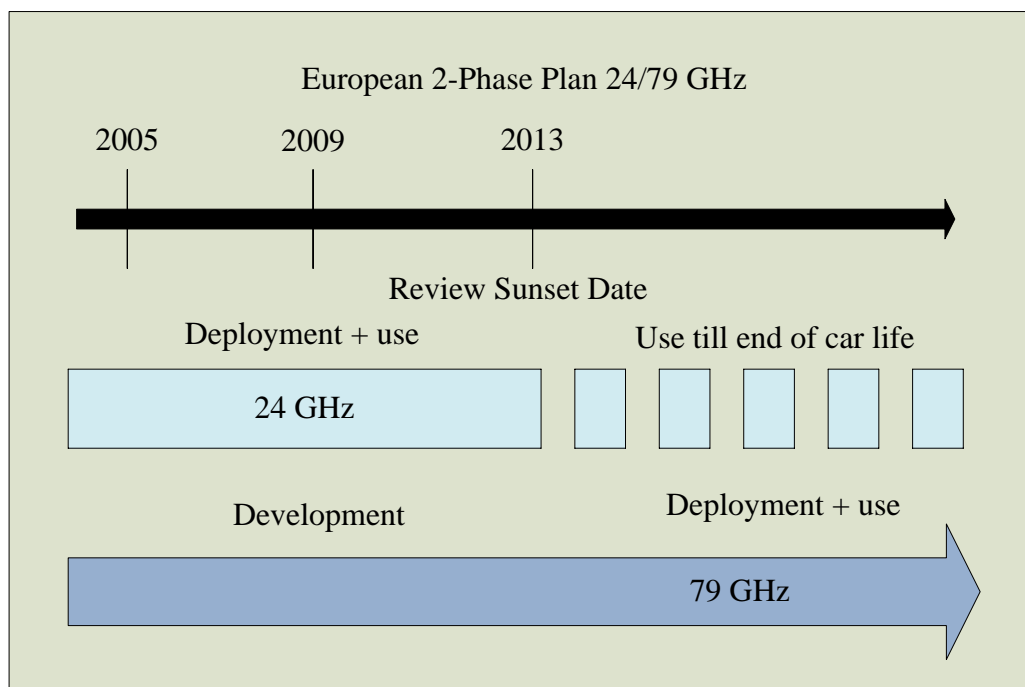 European 2-Phase Plan 24/79 GHz
2005 2009 2013
Review Sunset Date
Deployment + use Use till end of car life
24 GHz
Development Deployment + use
79 GHz